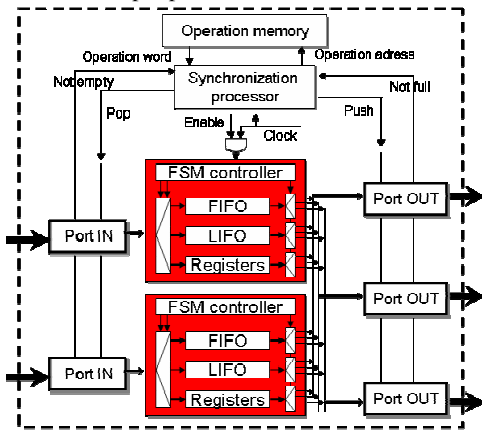 Operation memory
Operation word
Operation adress
Not empty
Synchronization
processor
Not full
Pop
Push
Enable
Clock
FSM controller
FIFO
LIFO
Registers
Port IN
Port OUT
Port OUT
FSM controller
FIFO
LIFO
Registers
Port IN
Port OUT